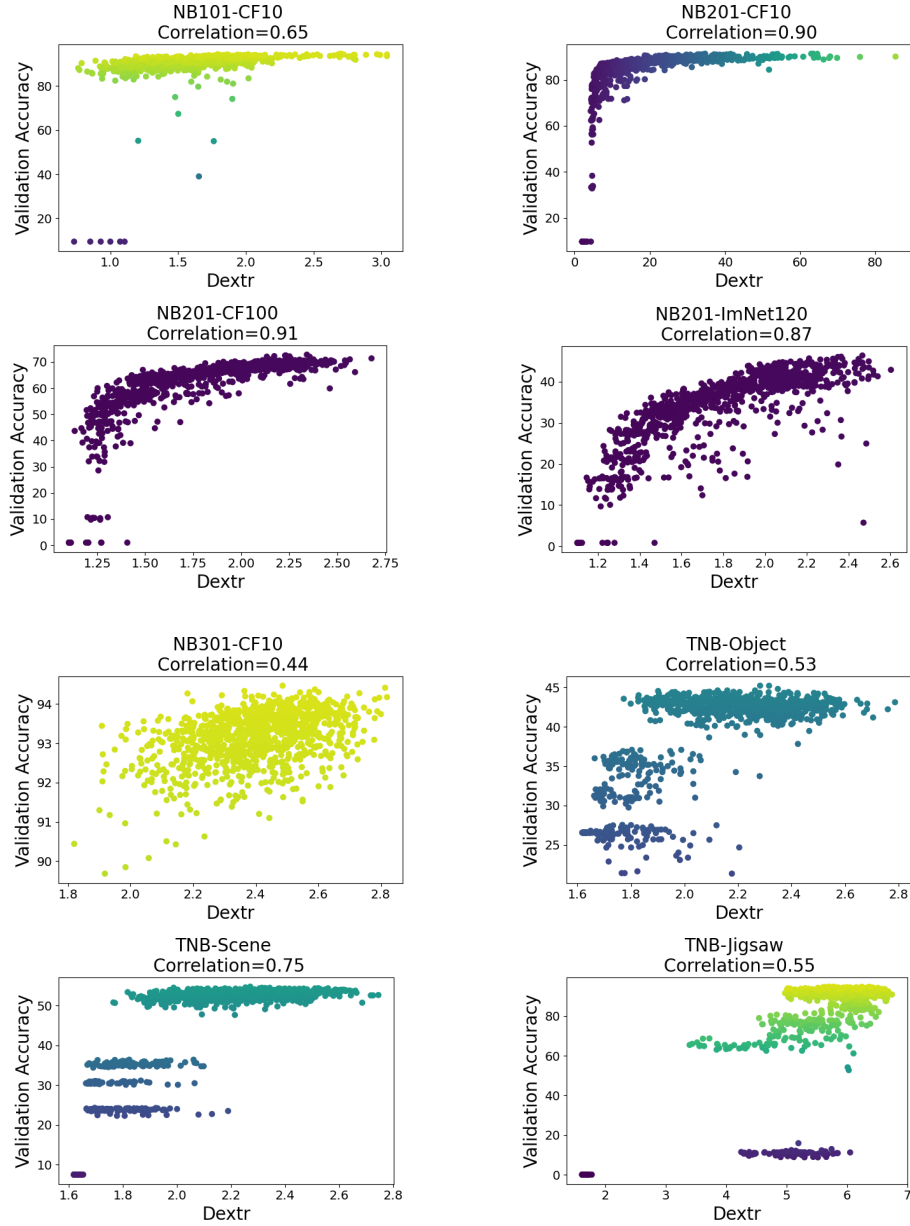 NB101-CF10
Correlation=0.65
Validation Accuracy
80
60
40
20
1.0 1.5 2.0 2.5 3.0
Dextr
NB201-CF10
Correlation=0.90
Validation Accuracy
80
60
40
20
0 20 40 60 80
Dextr
NB201-CF100
Correlation=0.91
Validation Accuracy
70
60
50
40
30
20
10
0
1.25 1.50 1.75 2.00 2.25 2.50 2.75
Dextr
NB201-ImNet120
Correlation=0.87
Validation Accuracy
40
30
20
10
0
1.2 1.4 1.6 1.8 2.0 2.2 2.4 2.6
Dextr
NB301-CF10
Correlation=0.44
Validation Accuracy
94
93
92
91
90
1.8 2.0 2.2 2.4 2.6 2.8
Dextr
TNB-Object
Correlation=0.53
Validation Accuracy
45
40
35
30
25
1.6 1.8 2.0 2.2 2.4 2.6 2.8
Dextr
TNB-Scene
Correlation=0.75
Validation Accuracy
50
40
30
20
10
1.6 1.8 2.0 2.2 2.4 2.6 2.8
Dextr
TNB-Jigsaw
Correlation=0.55
Validation Accuracy
80
60
40
20
0
2 3 4 5 6 7
Dextr